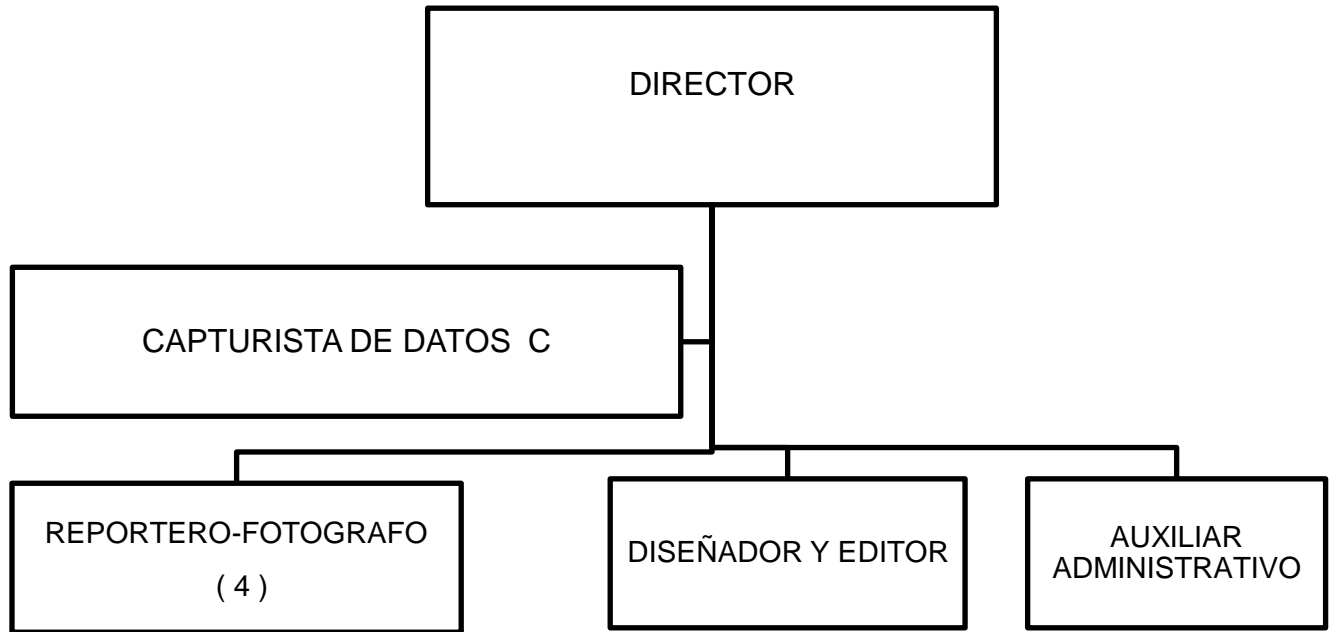 DIRECTOR
CAPTURISTA DE DATOS C
REPORTERO-FOTOGRAFO
( 4 )
DISEÑADOR Y EDITOR
AUXILIAR
ADMINISTRATIVO